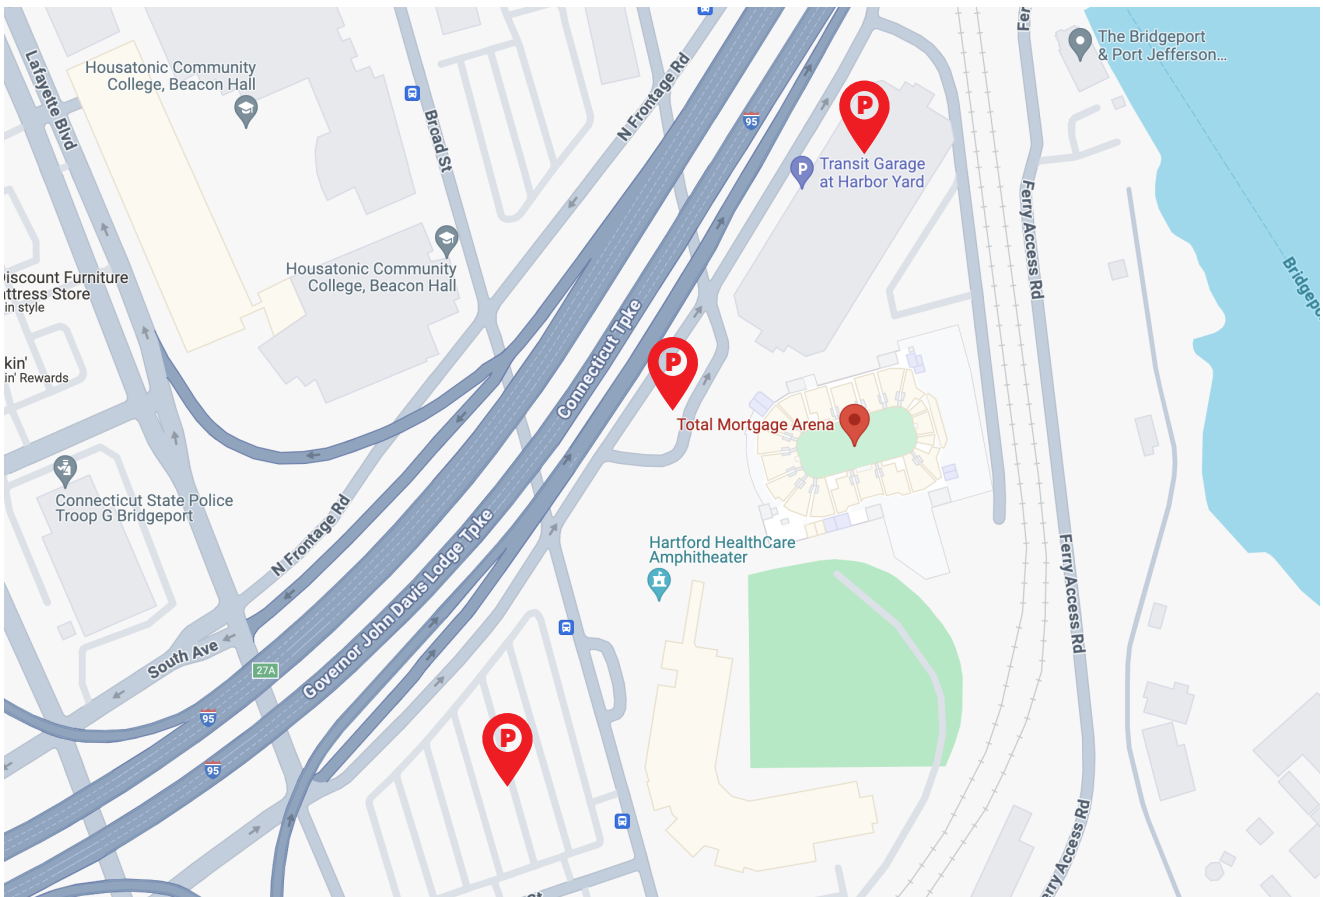 Fer
The Bridgeport
& Port Jefferson...
Lafayette Blvd
Housatonic Community
College, Beacon Hall
Broad St
N Frontage Rd
95
P
P
Transit Garage
at Harbor Yard
Ferry Access Rd
Housatonic Community
College, Beacon Hall
iscount Furniture
ttress Store
in style
Connecticut Tpke
kin'
in' Rewards
P
Total Mortgage Arena
Connecticut State Police
Troop G Bridgeport
N Frontage Rd
Governor John Davis Lodge Tpke
Hartford HealthCare
Amphitheater
Ferry Access Rd
South Ave
27A
95
95
P
erry Access Rd